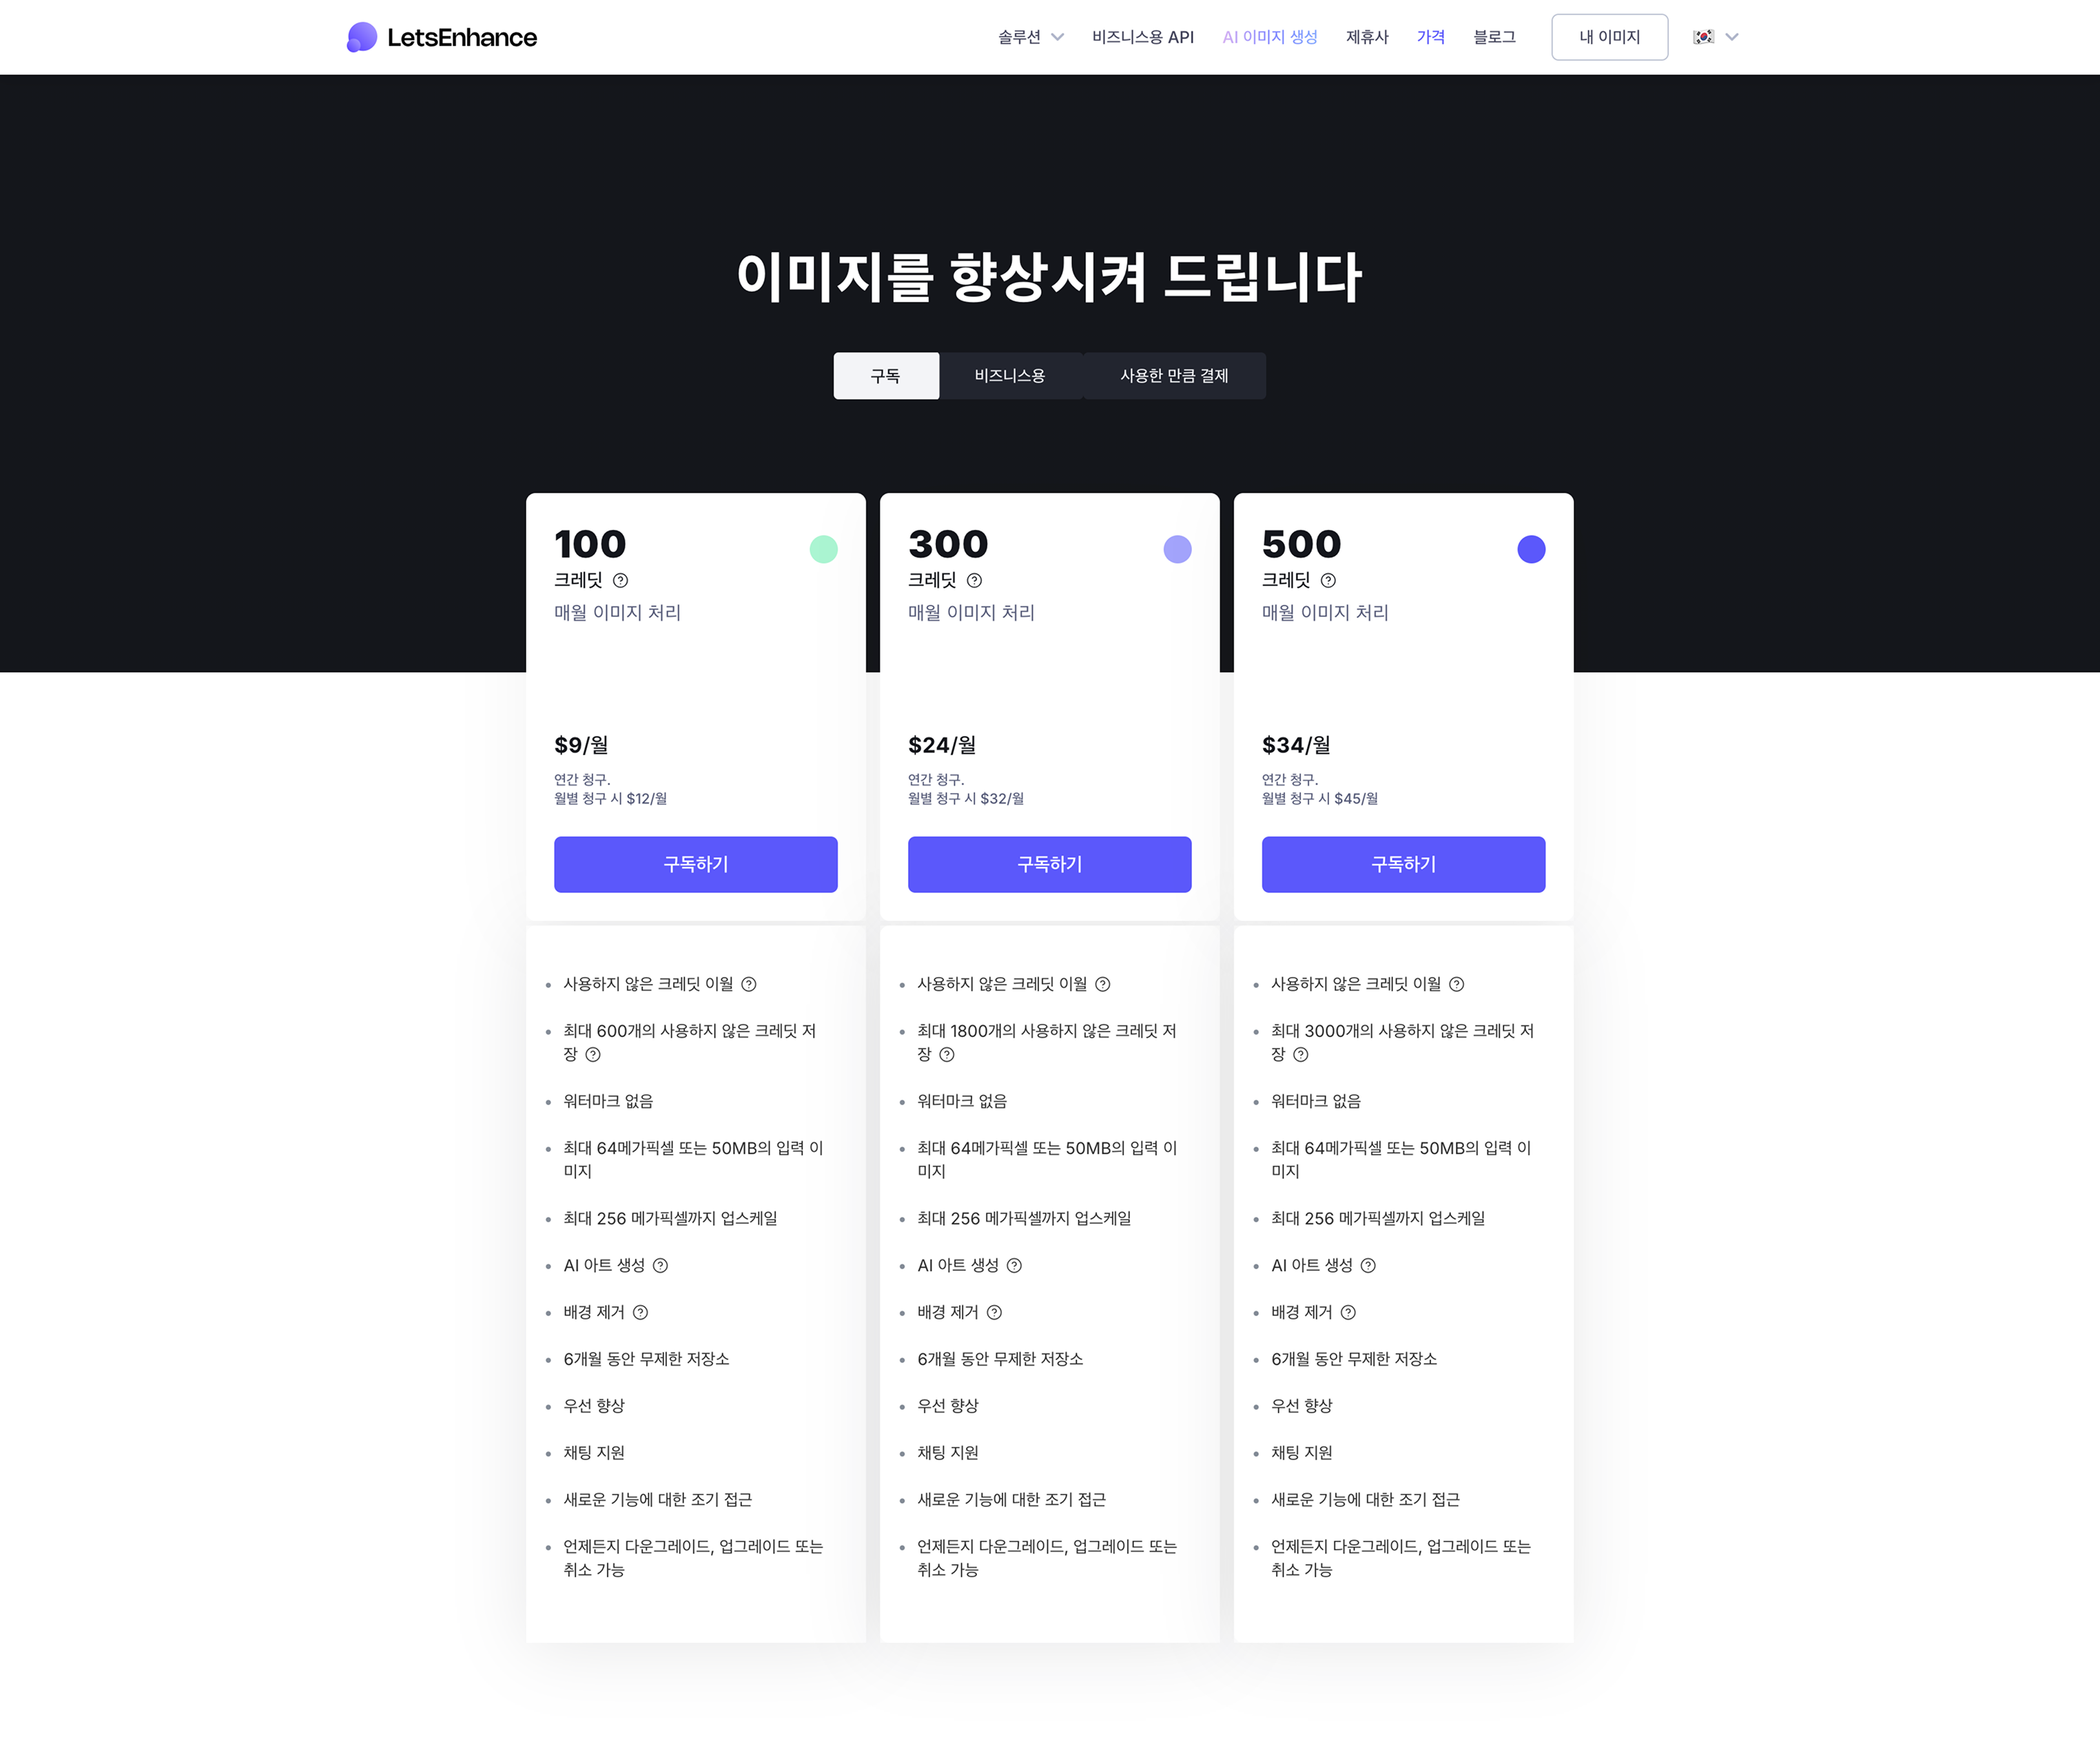 LetsEnhance
솔루션
비즈니스용 API
AI 이미지 생성
제휴사
가격
블로그
내 이미지
이미지를 향상시켜 드립니다
구독
비즈니스용
사용한 만큼 결제
100
크레딧 ?
매월 이미지 처리
$9/월
연간 청구.
월별 청구 시 $12/월
구독하기
• 사용하지 않은 크레딧 이월 ?
• 최대 600개의 사용하지 않은 크레딧 저
장 ?
• 워터마크 없음
• 최대 64메가픽셀 또는 50MB의 입력 이
미지
• 최대 256 메가픽셀까지 업스케일
• AI 아트 생성 ?
• 배경 제거 ?
• 6개월 동안 무제한 저장소
• 우선 향상
• 채팅 지원
• 새로운 기능에 대한 조기 접근
• 언제든지 다운그레이드, 업그레이드 또는
취소 가능
300
크레딧 ?
매월 이미지 처리
$24/월
연간 청구.
월별 청구 시 $32/월
구독하기
• 사용하지 않은 크레딧 이월 ?
• 최대 1800개의 사용하지 않은 크레딧 저
장 ?
• 워터마크 없음
• 최대 64메가픽셀 또는 50MB의 입력 이
미지
• 최대 256 메가픽셀까지 업스케일
• AI 아트 생성 ?
• 배경 제거 ?
• 6개월 동안 무제한 저장소
• 우선 향상
• 채팅 지원
• 새로운 기능에 대한 조기 접근
• 언제든지 다운그레이드, 업그레이드 또는
취소 가능
500
크레딧 ?
매월 이미지 처리
$34/월
연간 청구.
월별 청구 시 $45/월
구독하기
• 사용하지 않은 크레딧 이월 ?
• 최대 3000개의 사용하지 않은 크레딧 저
장 ?
• 워터마크 없음
• 최대 64메가픽셀 또는 50MB의 입력 이
미지
• 최대 256 메가픽셀까지 업스케일
• AI 아트 생성 ?
• 배경 제거 ?
• 6개월 동안 무제한 저장소
• 우선 향상
• 채팅 지원
• 새로운 기능에 대한 조기 접근
• 언제든지 다운그레이드, 업그레이드 또는
취소 가능